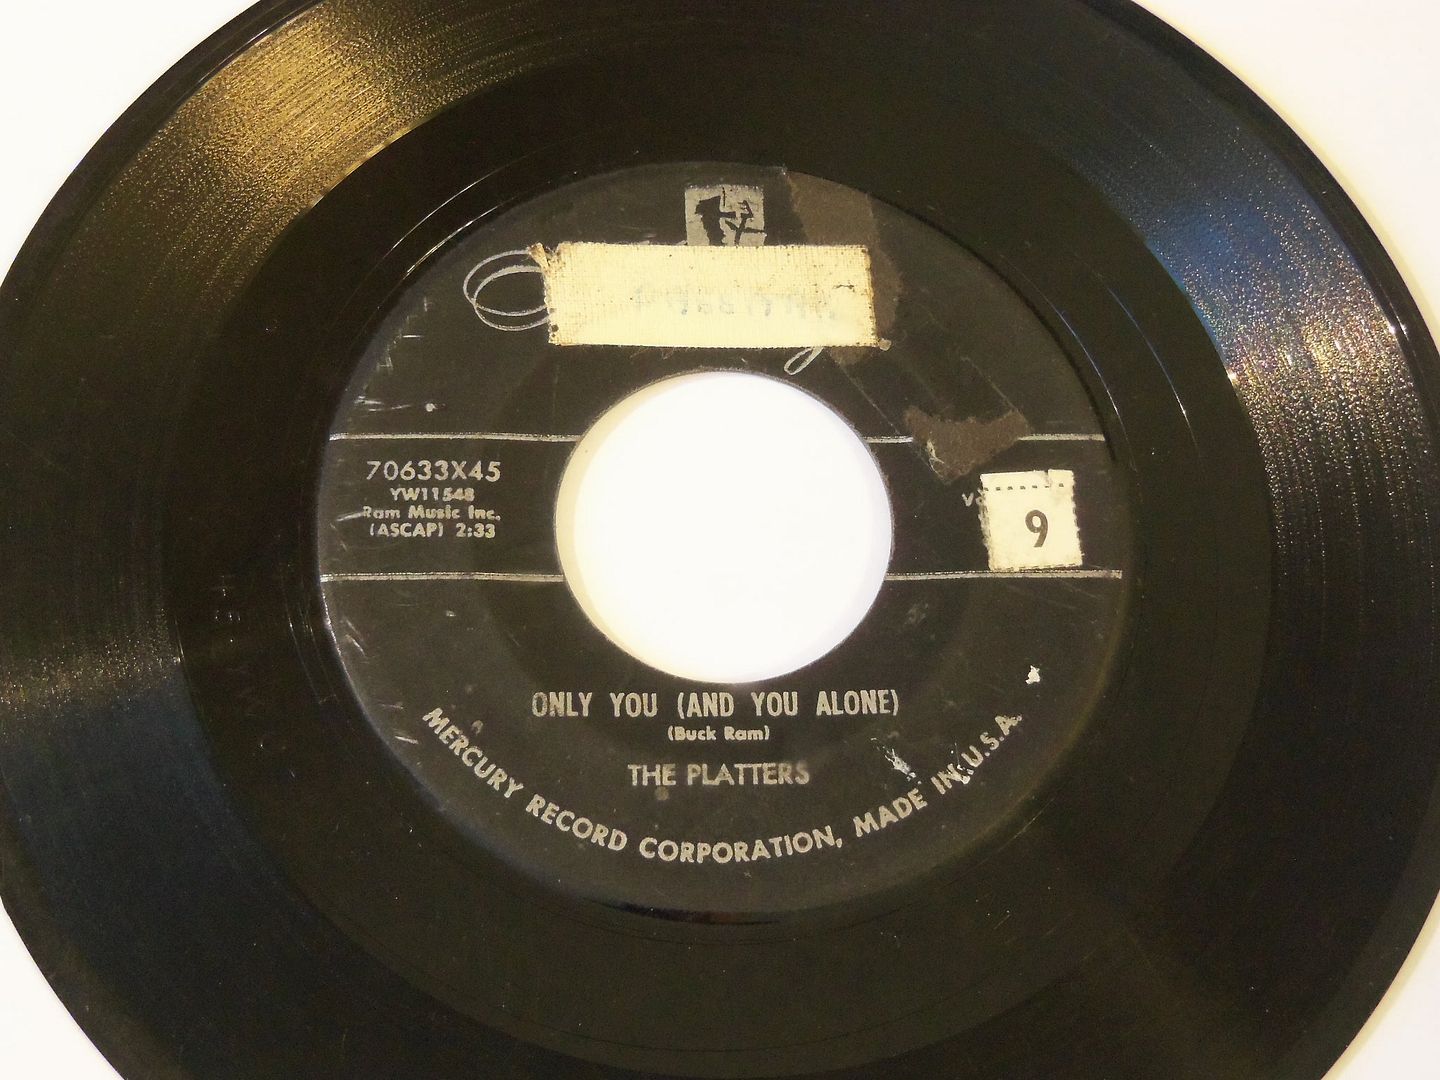 70633X45
YW11548
Ram Music Inc.
(ASCAP) 2:33
9
ONLY YOU (AND YOU ALONE)
(Buck Ram)
THE PLATTERS
MERCURY RECORD CORPORATION, MADE IN U.S.A.